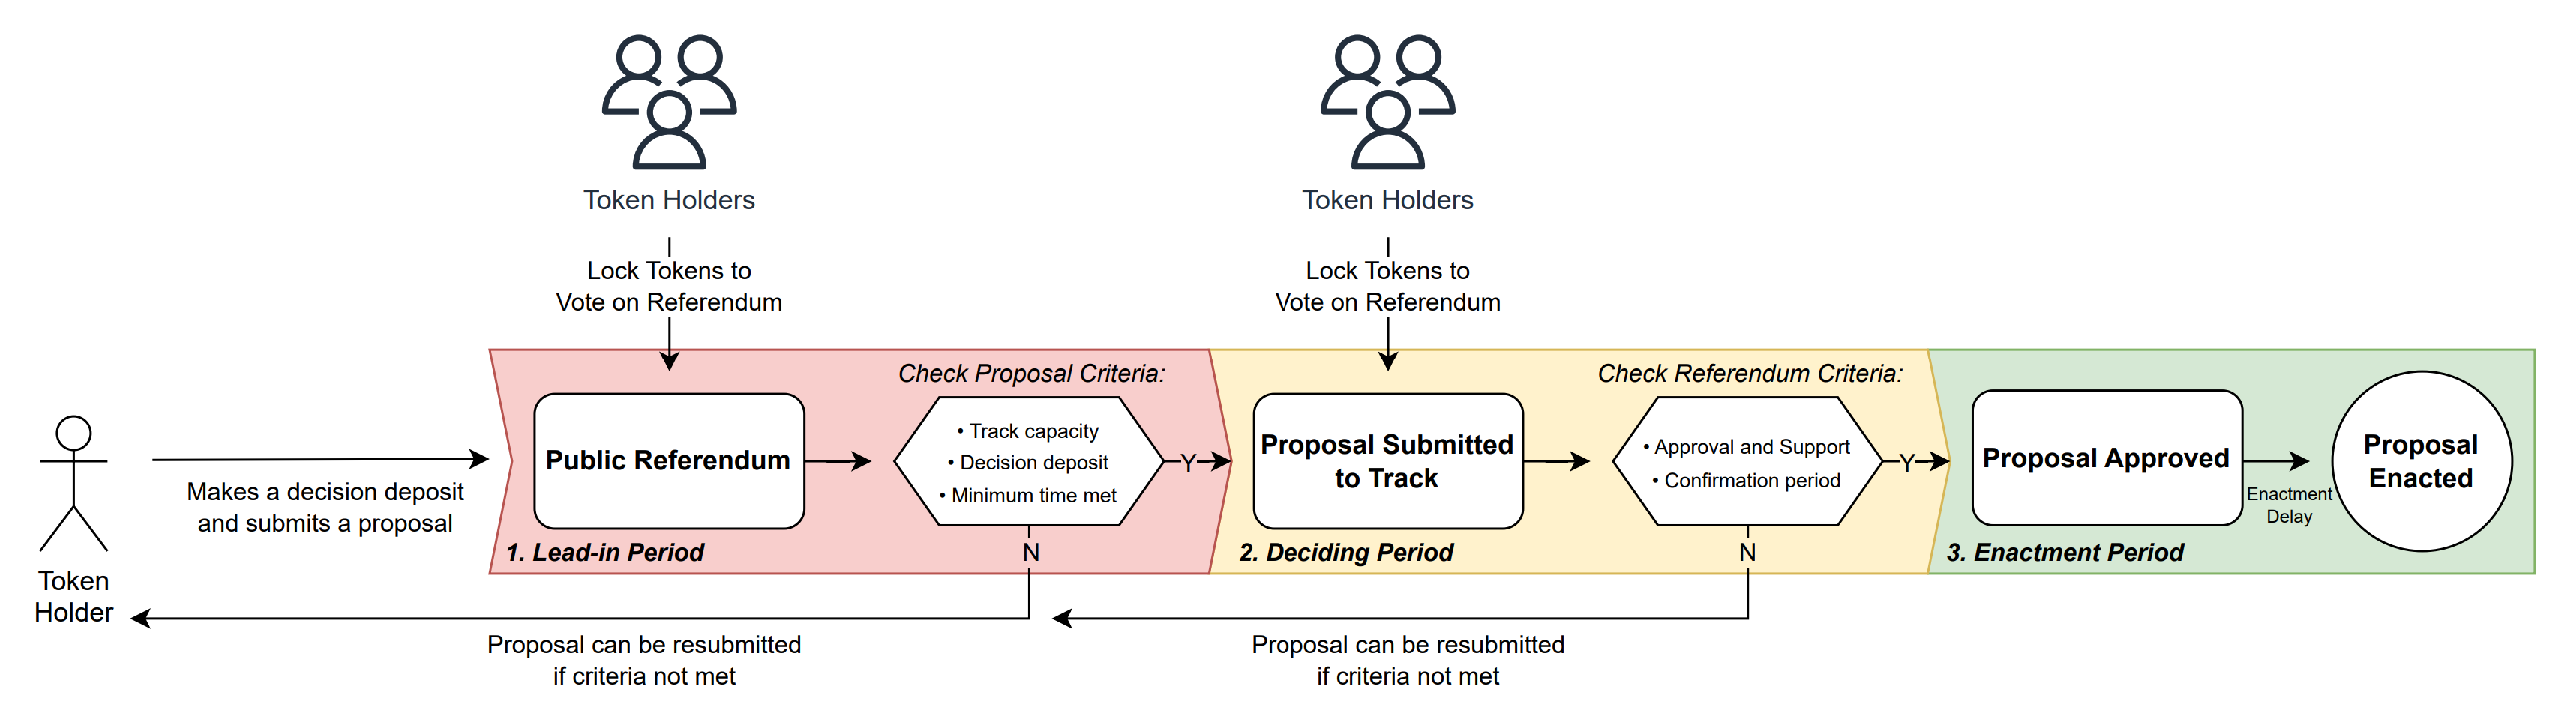 Token Holders
Token Holders
Lock Tokens to
Vote on Referendum
Lock Tokens to
Vote on Referendum
Token
Holder
Makes a decision deposit
and submits a proposal
Public Referendum
1. Lead-in Period
Check Proposal Criteria:
• Track capacity
• Decision deposit
• Minimum time met
Y
N
Proposal can be resubmitted
if criteria not met
Proposal Submitted
to Track
2. Deciding Period
Check Referendum Criteria:
• Approval and Support
• Confirmation period
Y
N
Proposal can be resubmitted
if criteria not met
Proposal Approved
3. Enactment Period
Enactment
Delay
Proposal
Enacted